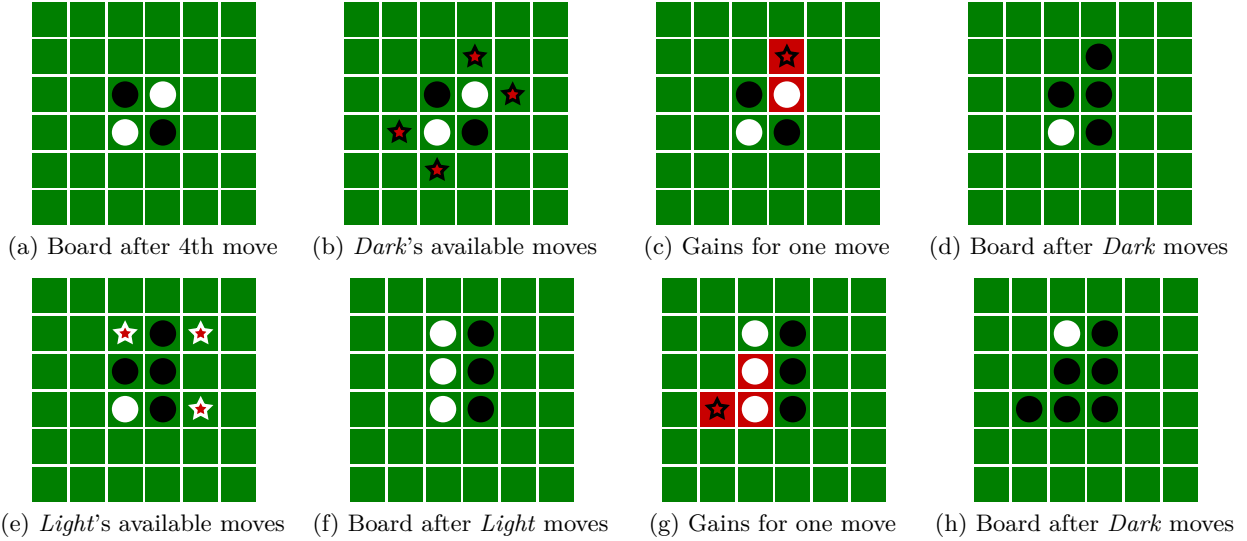 (a) Board after 4th move
(b) Dark's available moves
(c) Gains for one move
(d) Board after Dark moves
(e) Light's available moves
(f) Board after Light moves
(g) Gains for one move
(h) Board after Dark moves